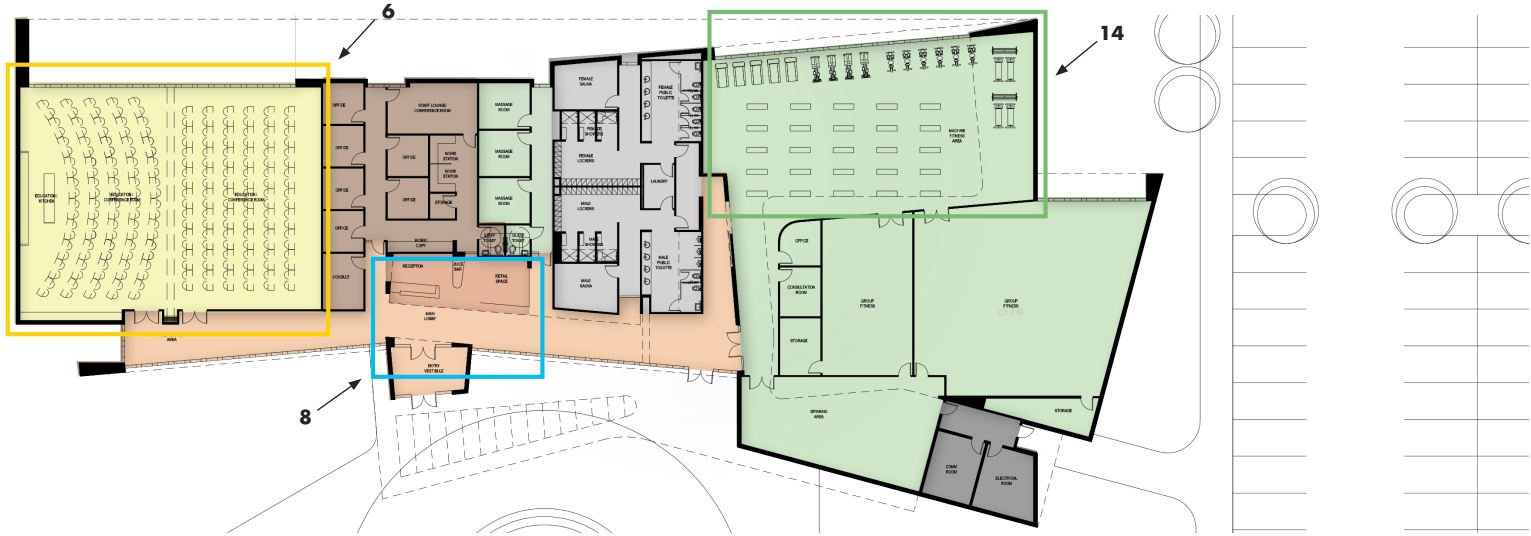 6
14
8
EDUCATION/
KITCHEN
EDUCATION/
CONFERENCE ROOM
EDUCATION/
CONFERENCE ROOM
OFFICE
OFFICE
OFFICE
OFFICE
CONSULT
STAFF LOUNGE/
CONFERENCE ROOM
OFFICE
OFFICE
WORK
STATION
WORK
STATION
STORAGE
WORK/
COPY
MASSAGE
ROOM
MASSAGE
ROOM
MASSAGE
ROOM
STAFF
TOILET
GUEST
TOILET
RECEPTION
JUICE
BAR
RETAIL
SPACE
MAIN
LOBBY
ENTRY
VESTIBULE
AREA
FEMALE
SAUNA
FEMALE
SHOWERS
FEMALE
LOCKERS
MALE
LOCKERS
MALE
SHOWERS
MALE
SAUNA
FEMALE
PUBLIC
TOILETTE
LAUNDRY
MALE
PUBLIC
TOILETTE
MACHINE
FITNESS
AREA
OFFICE
CONSULTATION
ROOM
STORAGE
GROUP
FITNESS
GROUP
FITNESS
SPINNING
AREA
STORAGE
COMM
ROOM
ELECTRICAL
ROOM